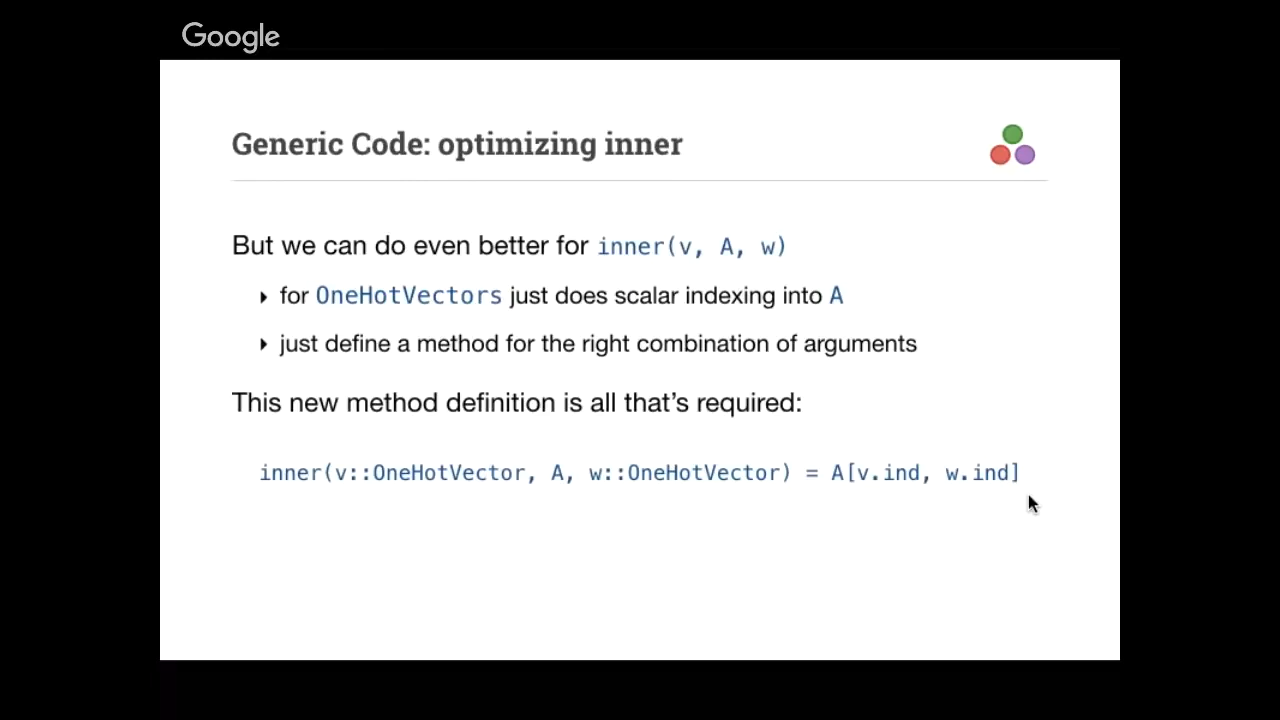 Google
Generic Code: optimizing inner
But we can do even better for inner(v, A, w)
‣ for OneHotVectors just does scalar indexing into A
‣ just define a method for the right combination of arguments
This new method definition is all that’s required:
inner(v::OneHotVector, A, w::OneHotVector) = A[v.ind, w.ind]